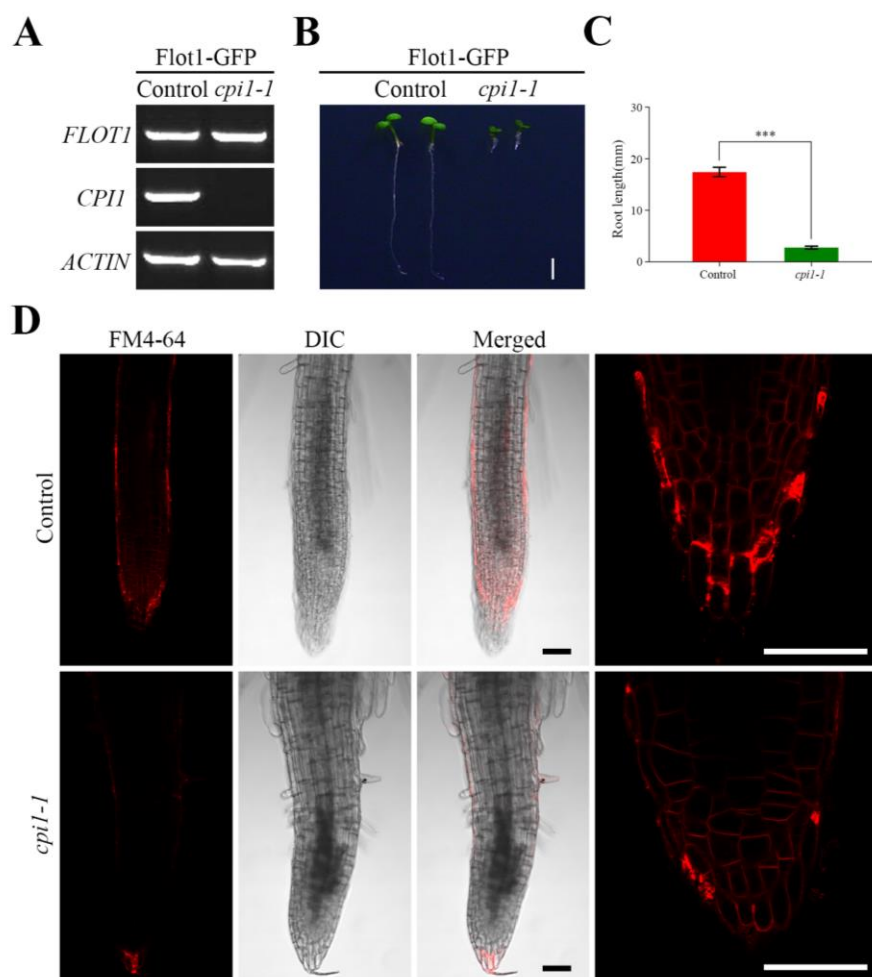 A
Flot1-GFP
Control cpi1-1
FLOT1
CPI1
ACTIN
B
Flot1-GFP
Control cpi1-1
C
Root length(mm)
30
20
10
0
***
Control cpi1-1
D
FM4-64 DIC Merged
Control
cpi1-1